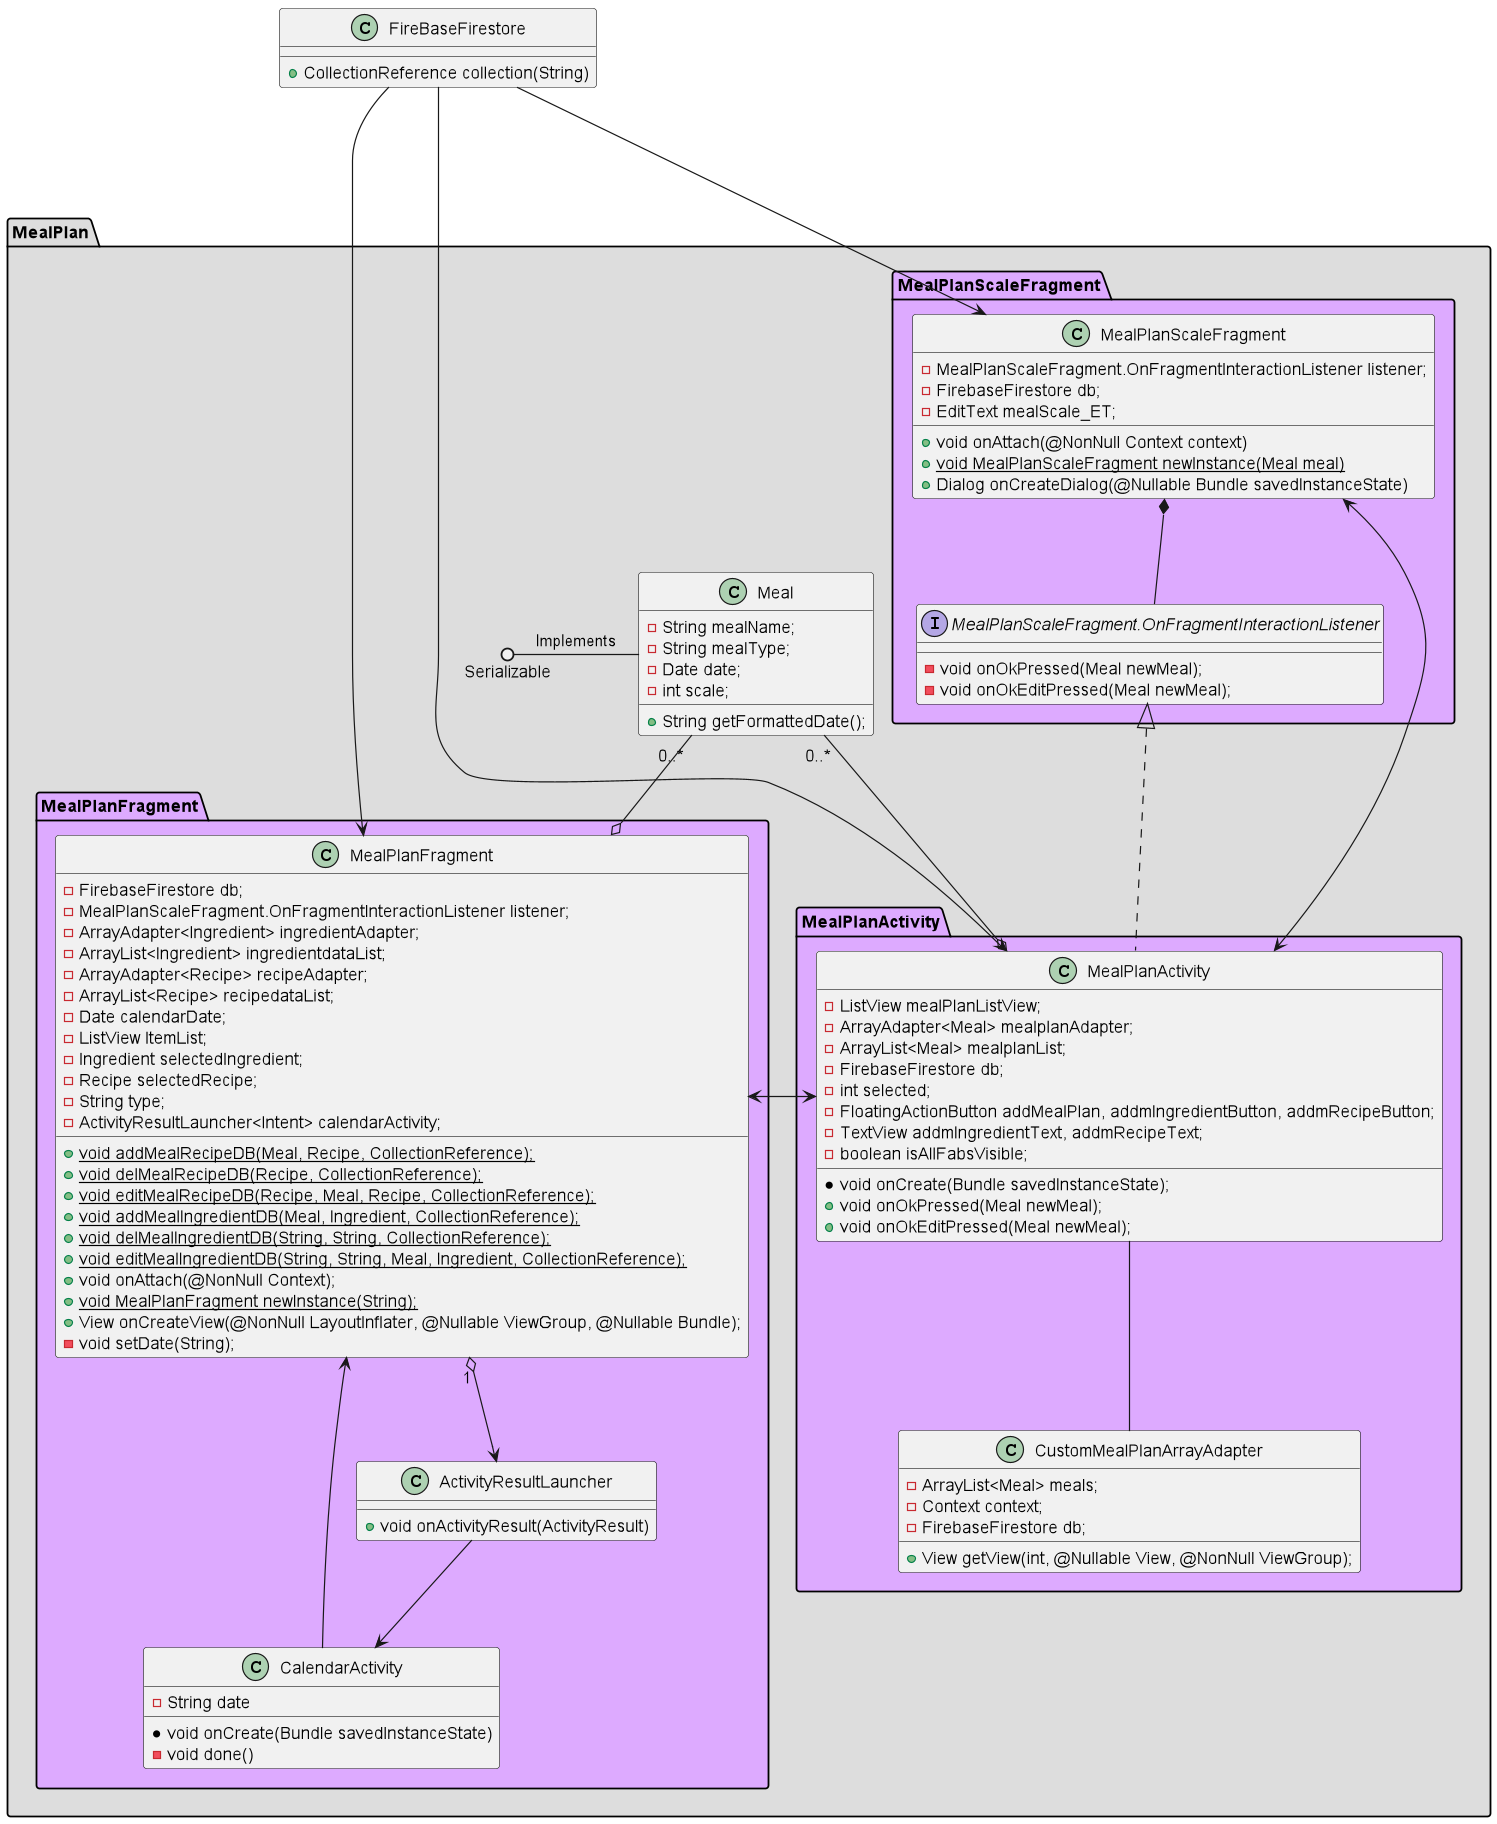 C FireBaseFirestore
CollectionReference collection(String)
MealPlan
MealPlanScaleFragment
C MealPlanScaleFragment
MealPlanScaleFragment.OnFragmentInteractionListener listener;
FirebaseFirestore db;
EditText mealScale_ET;
void onAttach(@NonNull Context context)
void MealPlanScaleFragment newInstance(Meal meal)
Dialog onCreateDialog(@Nullable Bundle savedInstanceState)
C Meal
String mealName;
String mealType;
Date date;
int scale;
String getFormattedDate();
Implements
Serializable
I MealPlanScaleFragment.OnFragmentInteractionListener
void onOkPressed(Meal newMeal);
void onOkEditPressed(Meal newMeal);
0..*
0..*
MealPlanFragment
C MealPlanFragment
FirebaseFirestore db;
MealPlanScaleFragment.OnFragmentInteractionListener listener;
ArrayAdapter<Ingredient> ingredientAdapter;
ArrayList<Ingredient> ingredientdataList;
ArrayAdapter<Recipe> recipeAdapter;
ArrayList<Recipe> recipedataList;
Date calendarDate;
ListView ItemList;
Ingredient selectedIngredient;
Recipe selectedRecipe;
String type;
ActivityResultLauncher<Intent> calendarActivity;
void addMealRecipeDB(Meal, Recipe, CollectionReference);
void delMealRecipeDB(Recipe, CollectionReference);
void editMealRecipeDB(Recipe, Meal, Recipe, CollectionReference);
void addMealIngredientDB(Meal, Ingredient, CollectionReference);
void delMealIngredientDB(String, String, CollectionReference);
void editMealIngredientDB(String, String, Meal, Ingredient, CollectionReference);
void onAttach(@NonNull Context);
void MealPlanFragment newInstance(String);
View onCreateView(@NonNull LayoutInflater, @Nullable ViewGroup, @Nullable Bundle);
void setDate(String);
MealPlanActivity
C MealPlanActivity
ListView mealPlanListView;
ArrayAdapter<Meal> mealplanAdapter;
ArrayList<Meal> mealplanList;
FirebaseFirestore db;
int selected;
FloatingActionButton addMealPlan, addmIngredientButton, addmRecipeButton;
TextView addmIngredientText, addmRecipeText;
boolean isAllFabsVisible;
void onCreate(Bundle savedInstanceState);
void onOkPressed(Meal newMeal);
void onOkEditPressed(Meal newMeal);
1
C ActivityResultLauncher
void onActivityResult(ActivityResult)
C CustomMealPlanArrayAdapter
ArrayList<Meal> meals;
Context context;
FirebaseFirestore db;
View getView(int, @Nullable View, @NonNull ViewGroup);
C CalendarActivity
String date
void onCreate(Bundle savedInstanceState)
void done()